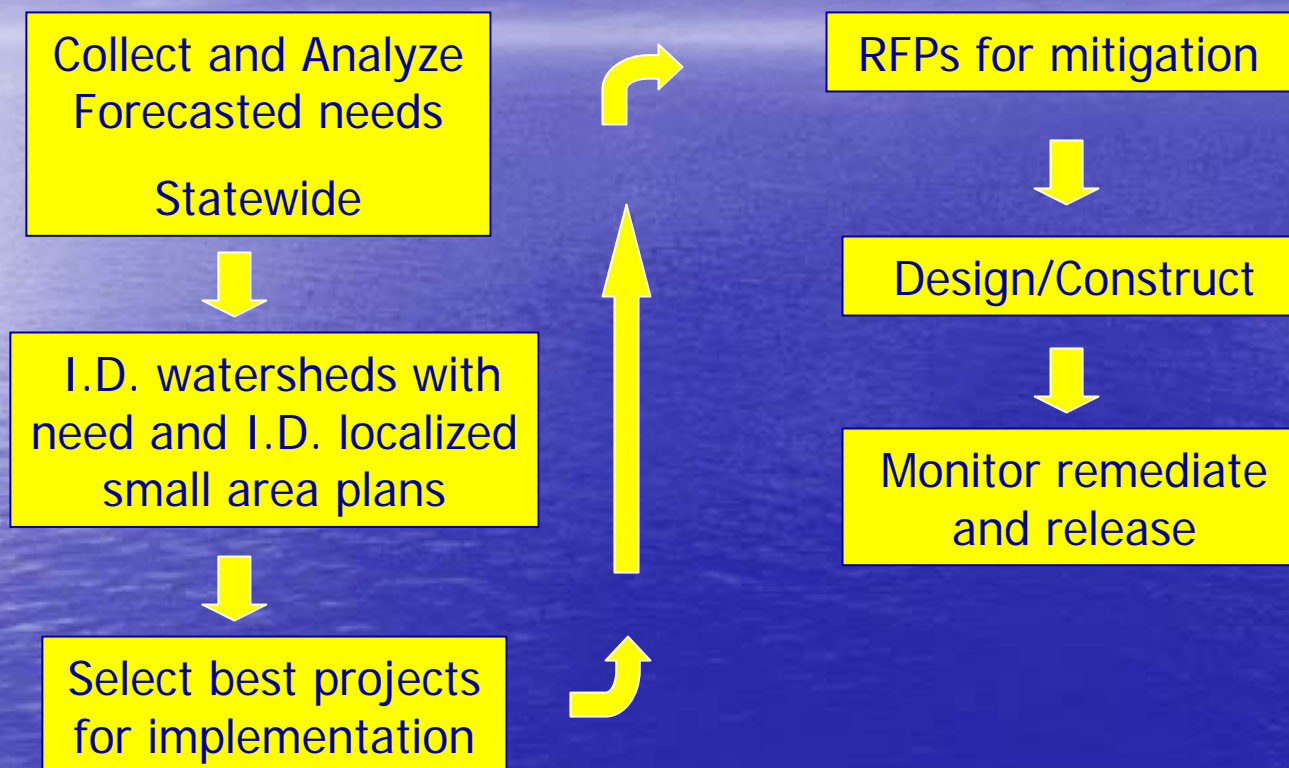 Collect and Analyze
Forecasted needs
Statewide
I.D. watersheds with
need and I.D. localized
small area plans
Select best projects
for implementation
RFPs for mitigation
Design/Construct
Monitor remediate
and release